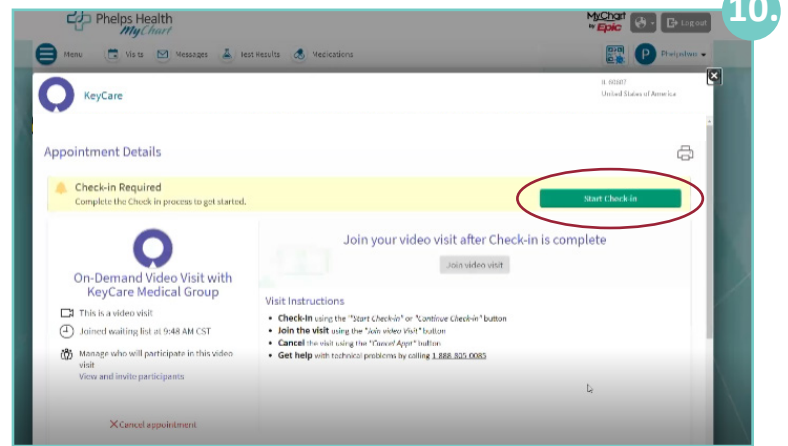 10.
Phelps Health
MyChart
MyChart
by Epic
Log out
Menu
Visits
Messages
Test Results
Medications
P
KeyCare
United States of America
Appointment Details
Check-in Required
Complete the Check in process to get started.
Start Check-in
On-Demand Video Visit with
KeyCare Medical Group
This is a video visit
Joined waiting list at 9:48 AM CST
Manage who will participate in this video
visit
View and invite participants
Cancel appointment
Join your video visit after Check-in is complete
Join video visit
Visit Instructions
• Check-In using the "Start Check-in" or "Continue Check-in" button
• Join the visit using the "Join video Visit" button
• Cancel the visit using the "Cancel Appt" button
• Get help with technical problems by calling 1.888.805.0085